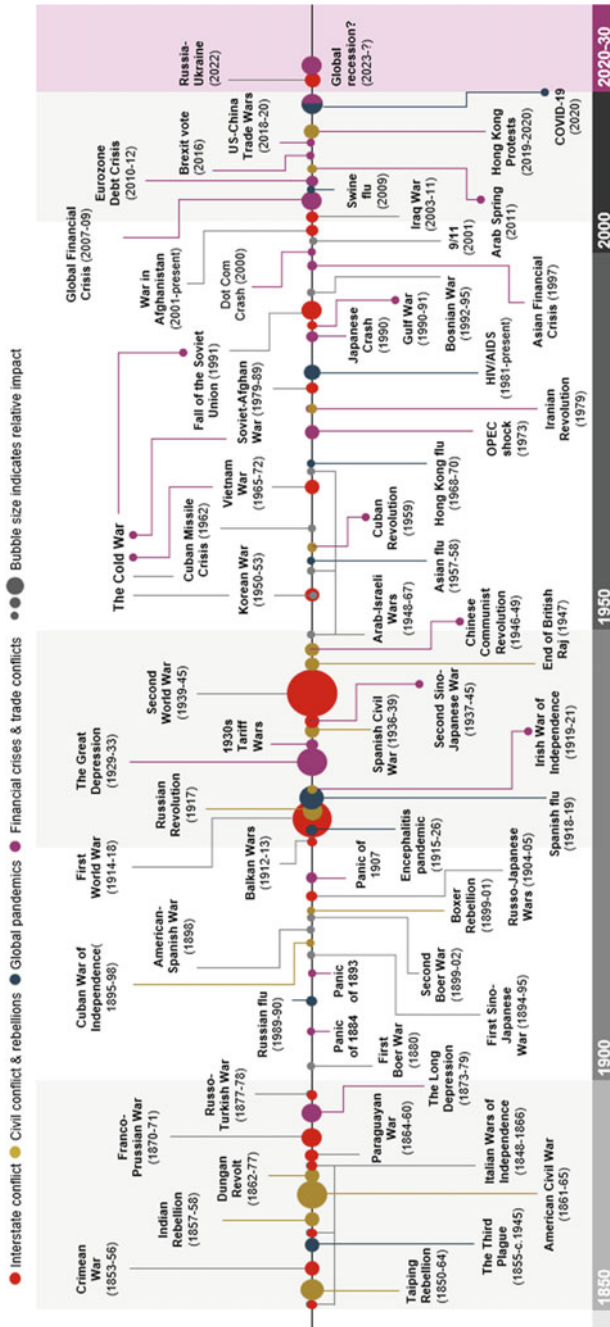 Interstate conflict
Civil conflict & rebellions
Global pandemics
Financial crises & trade conflicts
Bubble size indicates relative impact
Crimean
War
(1853-56)
Indian
Rebellion
(1857-58)
Franco-
Prussian War
(1870-71)
Dungan
Revolt
(1862-77)
Russo-
Turkish War
(1877-78)
Cuban War of
Independence(
1895-98)
Russian flu
(1989-90)
American-
Spanish War
(1898)
First
World War
(1914-18)
Balkan Wars
(1912-13)
Russian
Revolution
(1917)
The Great
Depression
(1929-33)
1930s
Tariff
Wars
Second
World War
(1939-45)
The Cold War
Korean War
(1950-53)
Cuban Missile
Crisis (1962)
Vietnam
War
(1965-72)
Soviet-Afghan
War (1979-89)
Fall of the Soviet
Union (1991)
Global Financial
Crisis (2007-09)
War in
Afghanistan
(2001-present)
Dot Com
Crash (2000)
Eurozone
Debt Crisis
(2010-12)
Brexit vote
(2016)
US-China
Trade Wars
(2018-20)
Russia-
Ukraine
(2022)
Taiping
Rebellion
(1850-64)
The Third
Plague
(1855-c.1945)
American Civil War
(1861-65)
Italian Wars of
Independence
(1848-1866)
Paraguayan
War
(1864-60)
The Long
Depression
(1873-79)
First
Boer War
(1880)
Panic
of 1884
Panic
of 1893
First Sino-
Japanese
War (1894-95)
Second
Boer War
(1899-02)
Boxer
Rebellion
(1899-01)
Russo-Japanese
Wars (1904-05)
Panic of
1907
Encephalitis
pandemic
(1915-26)
Spanish flu
(1918-19)
Irish War of
Independence
(1919-21)
Spanish Civil
War (1936-39)
Second Sino-
Japanese War
(1937-45)
End of British
Raj (1947)
Chinese
Communist
Revolution
(1946-49)
Arab-Israeli
Wars
(1948-67)
Asian flu
(1957-58)
Cuban
Revolution
(1959)
Hong Kong flu
(1968-70)
OPEC
shock
(1973)
Iranian
Revolution
(1979)
HIV/AIDS
(1981-present)
Japanese
Crash
(1990)
Gulf War
(1990-91)
Bosnian War
(1992-95)
Asian Financial
Crisis (1997)
9/11
(2001)
Iraq War
(2003-11)
Swine
flu
(2009)
Arab Spring
(2011)
Hong Kong
Protests
(2019-2020)
COVID-19
(2020)
Global
recession?
(2023-?)
1850
1900
1950
2000
2020-30